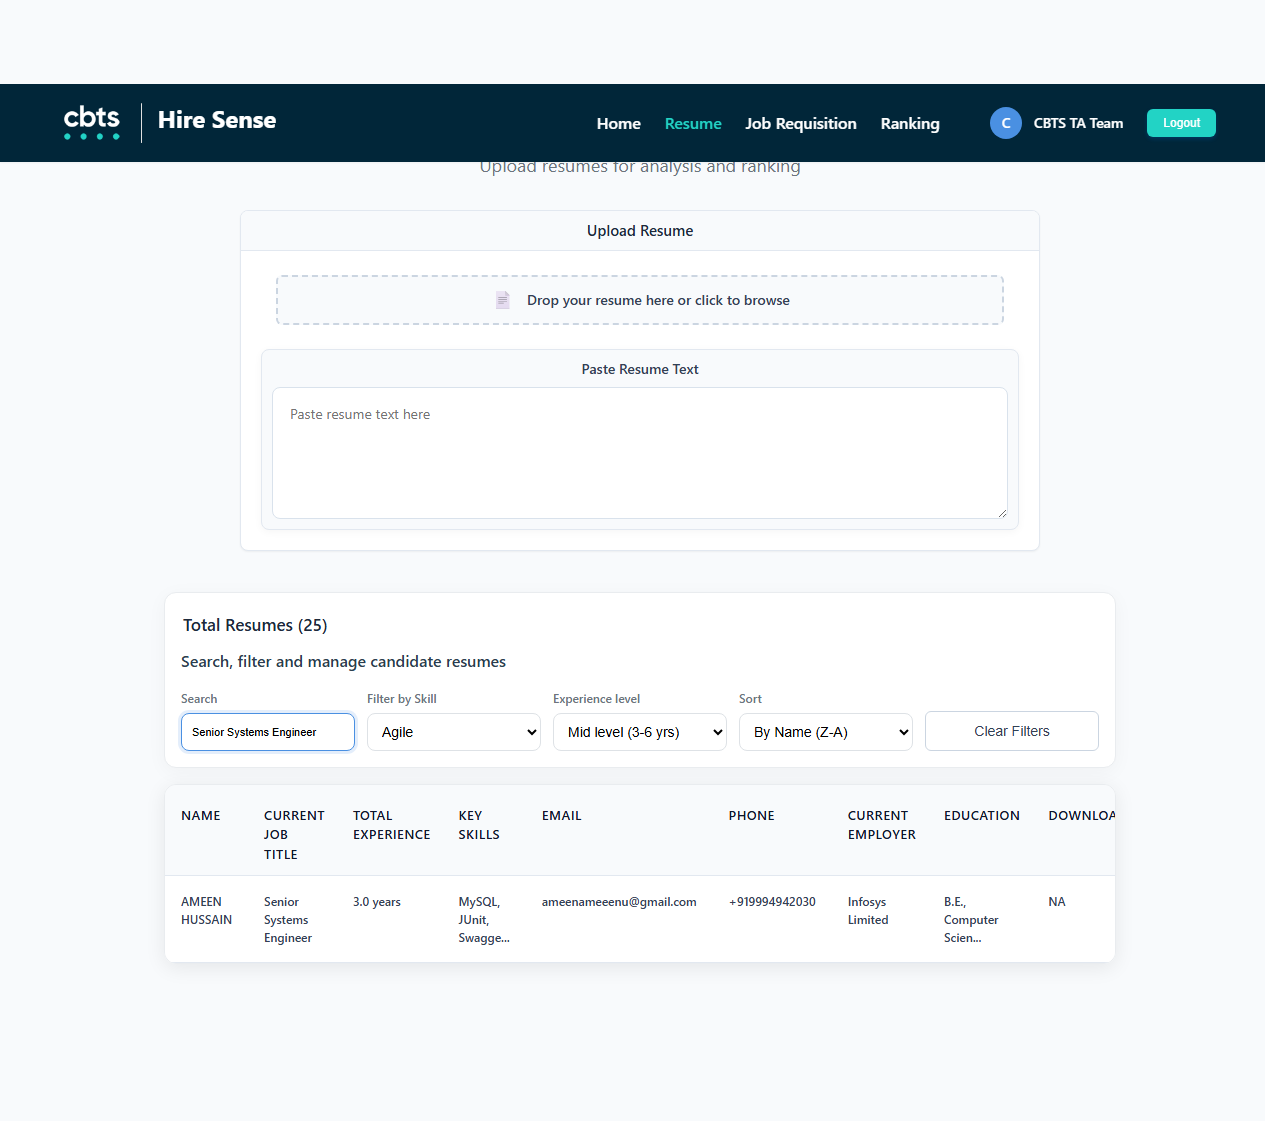 cbts
Hire Sense
Home
Resume
Job Requisition
Ranking
C
CBTS TA Team
Logout
Upload resumes for analysis and ranking
Upload Resume
Drop your resume here or click to browse
Paste Resume Text
Paste resume text here
Total Resumes (25)
Search, filter and manage candidate resumes
Search
Filter by Skill
Experience level
Sort
Senior Systems Engineer
Agile
Mid level (3-6 yrs)
By Name (Z-A)
Clear Filters
NAME
CURRENT
JOB
TITLE
TOTAL
EXPERIENCE
KEY
SKILLS
EMAIL
PHONE
CURRENT
EMPLOYER
EDUCATION
DOWNLOA
AMEEN
HUSSAIN
Senior
Systems
Engineer
3.0 years
MySQL,
JUnit,
Swagge...
ameenameeenu@gmail.com
+919994942030
Infosys
Limited
B.E.,
Computer
Scien...
NA